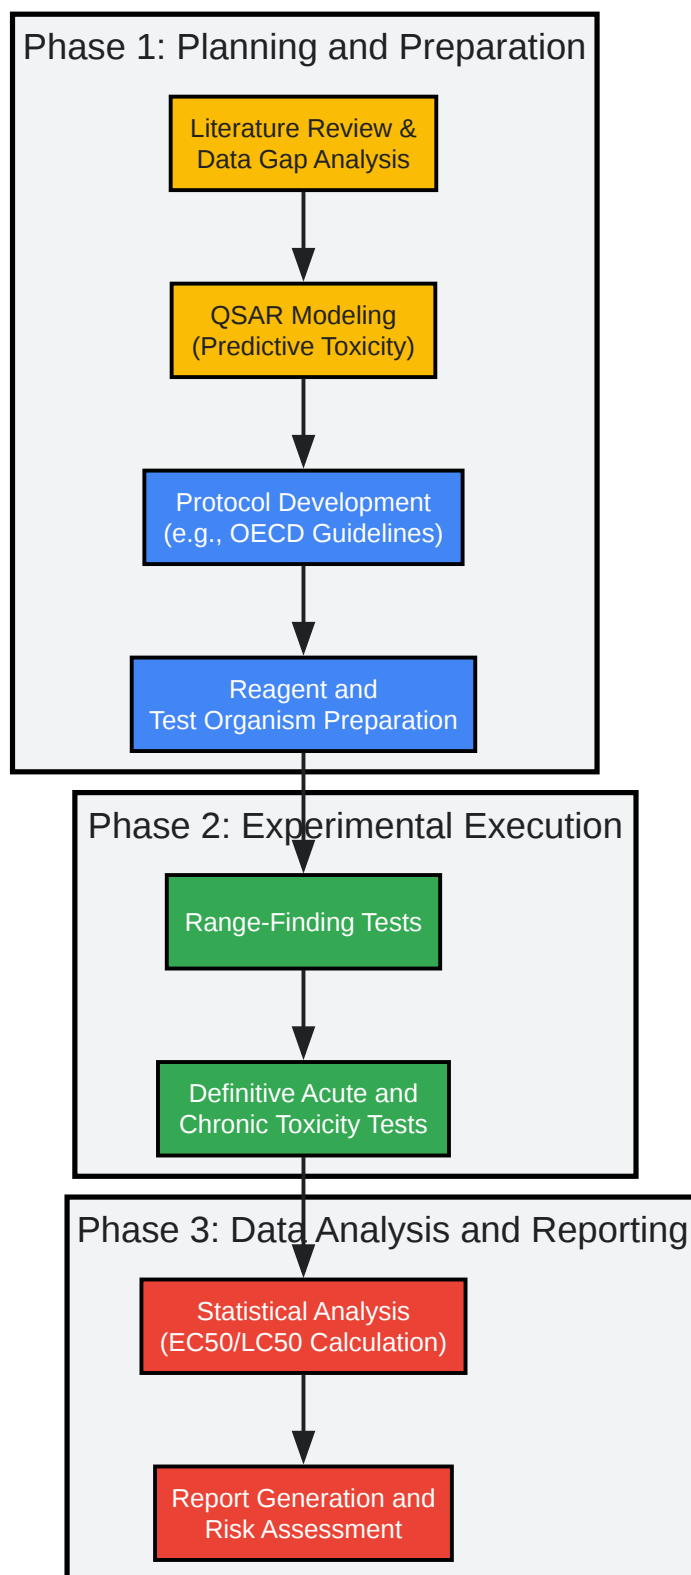 Phase 1: Planning and Preparation
Literature Review &
Data Gap Analysis
QSAR Modeling
(Predictive Toxicity)
Protocol Development
(e.g., OECD Guidelines)
Reagent and
Test Organism Preparation
Phase 2: Experimental Execution
Range-Finding Tests
Definitive Acute and
Chronic Toxicity Tests
Phase 3: Data Analysis and Reporting
Statistical Analysis
(EC50/LC50 Calculation)
Report Generation and
Risk Assessment